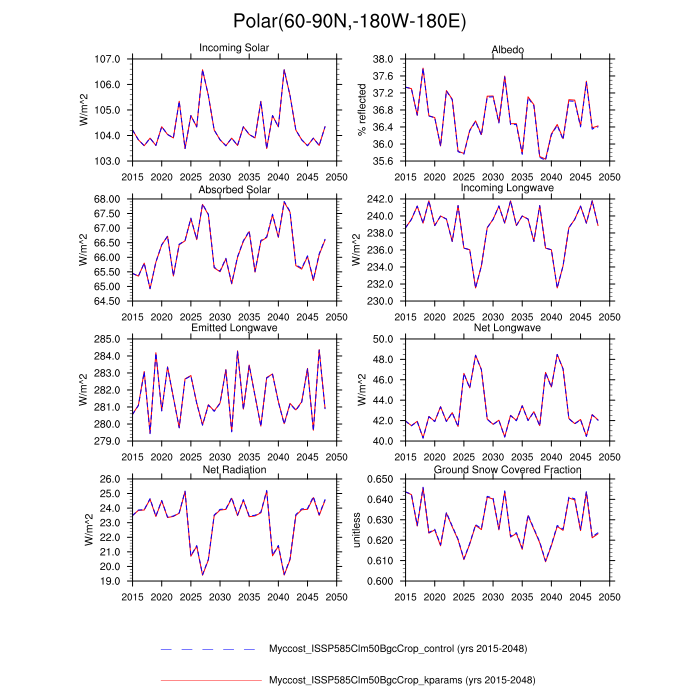 Polar(60-90N,-180W-180E)
Incoming Solar
W/m^2
107.0
106.0
105.0
104.0
103.0
2015 2020 2025 2030 2035 2040 2045 2050
Albedo
% reflected
38.0
37.6
37.2
36.8
36.4
36.0
35.6
2015 2020 2025 2030 2035 2040 2045 2050
Absorbed Solar
W/m^2
68.00
67.50
67.00
66.50
66.00
65.50
65.00
64.50
2015 2020 2025 2030 2035 2040 2045 2050
Incoming Longwave
W/m^2
242.0
240.0
238.0
236.0
234.0
232.0
230.0
2015 2020 2025 2030 2035 2040 2045 2050
Emitted Longwave
W/m^2
285.0
284.0
283.0
282.0
281.0
280.0
279.0
2015 2020 2025 2030 2035 2040 2045 2050
Net Longwave
W/m^2
50.0
48.0
46.0
44.0
42.0
40.0
2015 2020 2025 2030 2035 2040 2045 2050
Net Radiation
W/m^2
26.0
25.0
24.0
23.0
22.0
21.0
20.0
19.0
2015 2020 2025 2030 2035 2040 2045 2050
Ground Snow Covered Fraction
unitless
0.650
0.640
0.630
0.620
0.610
0.600
2015 2020 2025 2030 2035 2040 2045 2050
Myccost_ISSP585Clm50BgcCrop_control (yrs 2015-2048)
Myccost_ISSP585Clm50BgcCrop_kparams (yrs 2015-2048)